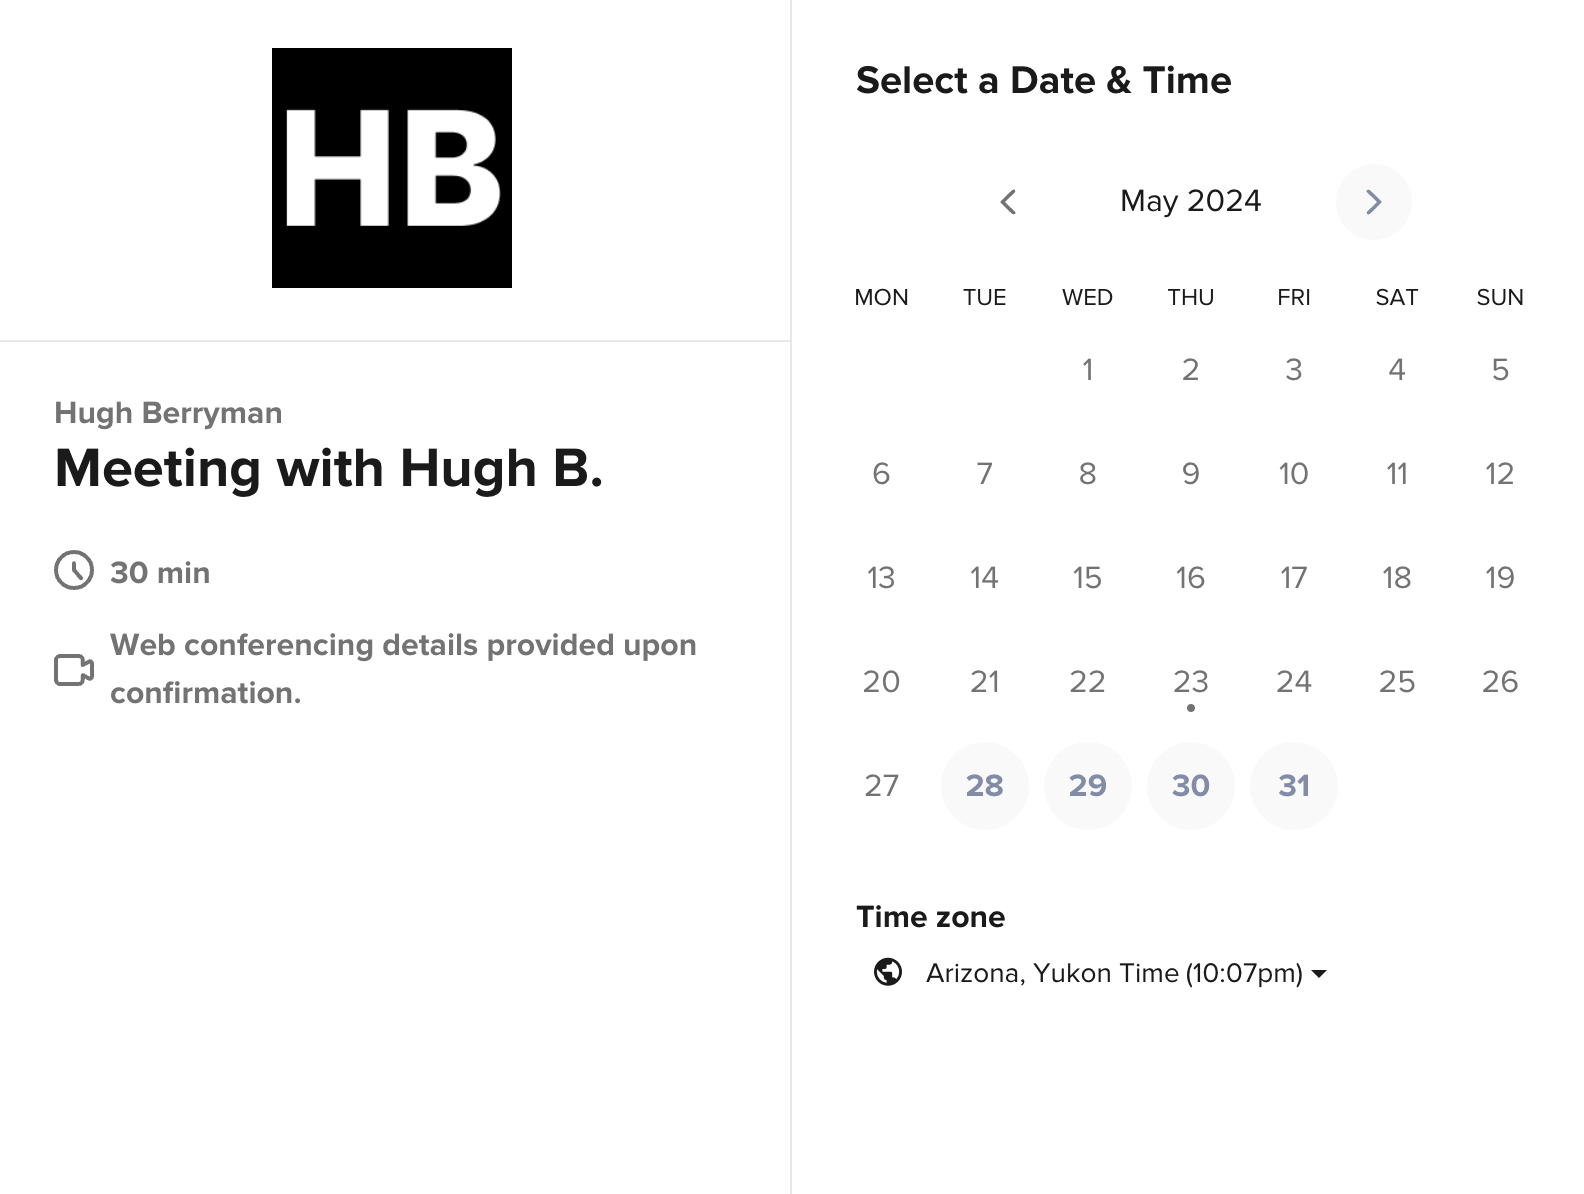 HB
Hugh Berryman
Meeting with Hugh B.
30 min
Web conferencing details provided upon
confirmation.
Select a Date & Time
May 2024
MON TUE WED THU FRI SAT SUN
1 2 3 4 5
6 7 8 9 10 11 12
13 14 15 16 17 18 19
20 21 22 23 24 25 26
27 28 29 30 31
Time zone
Arizona, Yukon Time (10:07pm)